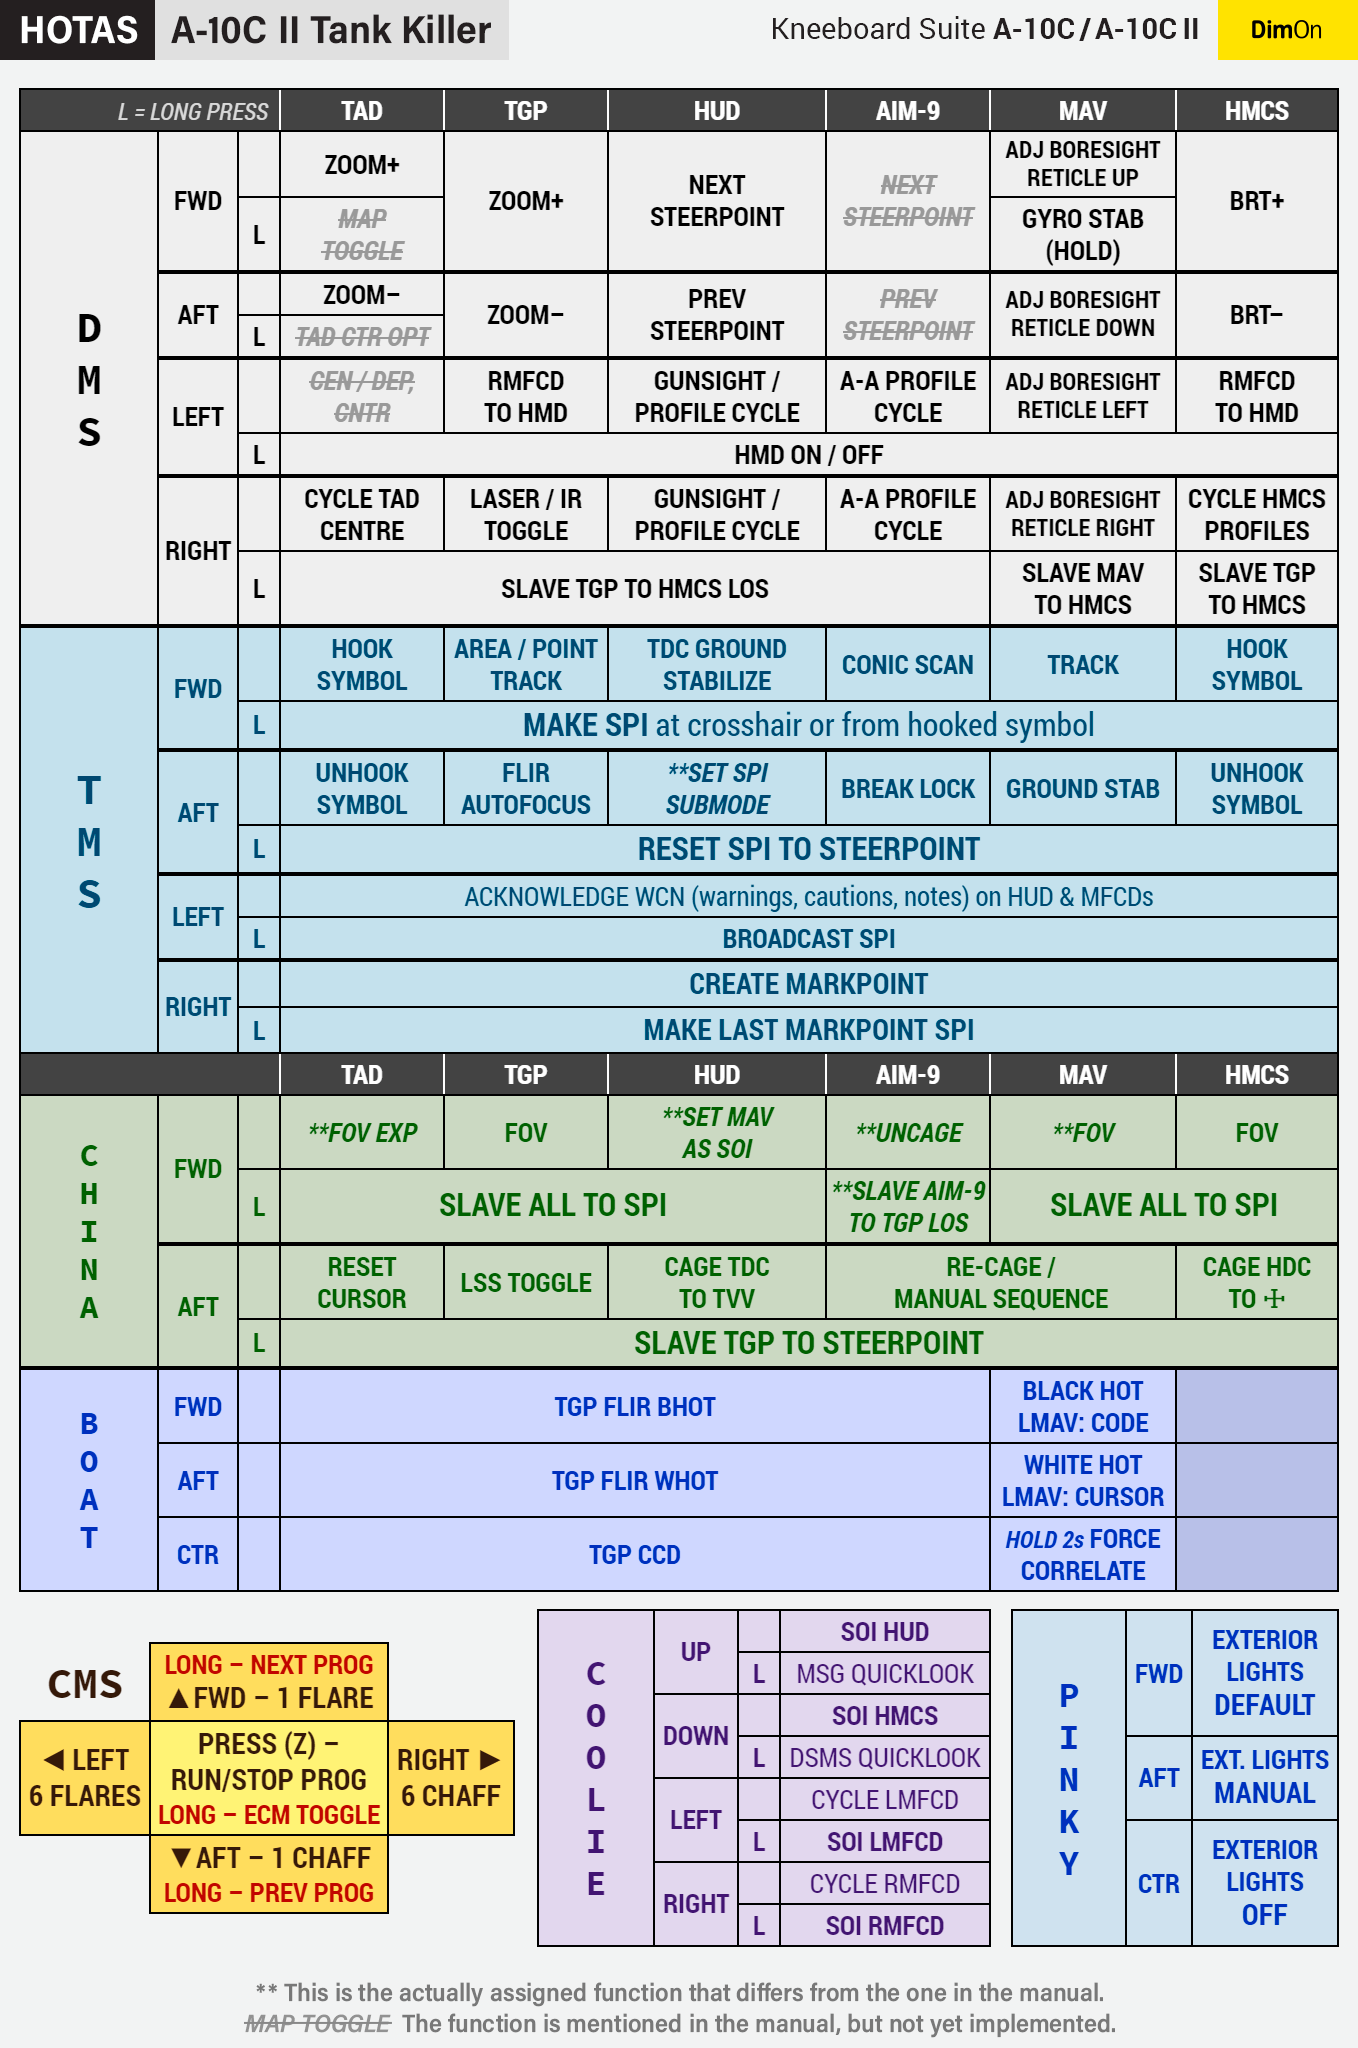 HOTAS A-10C II Tank Killer Kneeboard Suite A-10C / A-10C II DimOn
L = LONG PRESS TAD TGP HUD AIM-9 MAV HMCS
DMS
FWD
ZOOM+
ZOOM+
NEXT
STEERPOINT
NEXT
STEERPOINT
ADJ BORESIGHT
RETICLE UP
BRT+
L
MAP
TOGGLE
GYRO STAB
(HOLD)
AFT
ZOOM–
ZOOM–
PREV
STEERPOINT
PREV
STEERPOINT
ADJ BORESIGHT
RETICLE DOWN
BRT–
L
TAD CTR OPT
LEFT
CEN / DEP,
CNTR
RMFCD
TO HMD
GUNSIGHT /
PROFILE CYCLE
A-A PROFILE
CYCLE
ADJ BORESIGHT
RETICLE LEFT
RMFCD
TO HMD
L
HMD ON / OFF
RIGHT
CYCLE TAD
CENTRE
LASER / IR
TOGGLE
GUNSIGHT /
PROFILE CYCLE
A-A PROFILE
CYCLE
ADJ BORESIGHT
RETICLE RIGHT
CYCLE HMCS
PROFILES
L
SLAVE TGP TO HMCS LOS
SLAVE MAV
TO HMCS
SLAVE TGP
TO HMCS
TMS
FWD
HOOK
SYMBOL
AREA / POINT
TRACK
TDC GROUND
STABILIZE
CONIC SCAN
TRACK
HOOK
SYMBOL
L
MAKE SPI at crosshair or from hooked symbol
AFT
UNHOOK
SYMBOL
FLIR
AUTOFOCUS
**SET SPI
SUBMODE
BREAK LOCK
GROUND STAB
UNHOOK
SYMBOL
L
RESET SPI TO STEERPOINT
LEFT
ACKNOWLEDGE WCN (warnings, cautions, notes) on HUD & MFCDs
L
BROADCAST SPI
RIGHT
CREATE MARKPOINT
L
MAKE LAST MARKPOINT SPI
TAD TGP HUD AIM-9 MAV HMCS
CHINA
FWD
**FOV EXP
FOV
**SET MAV
AS SOI
**UNCAGE
**FOV
FOV
L
SLAVE ALL TO SPI
**SLAVE AIM-9
TO TGP LOS
SLAVE ALL TO SPI
AFT
RESET
CURSOR
LSS TOGGLE
CAGE TDC
TO TVV
RE-CAGE /
MANUAL SEQUENCE
CAGE HDC
TO
L
SLAVE TGP TO STEERPOINT
BOAT
FWD
TGP FLIR BHOT
BLACK HOT
LMAV: CODE
AFT
TGP FLIR WHOT
WHITE HOT
LMAV: CURSOR
CTR
TGP CCD
HOLD 2s FORCE
CORRELATE
CMS
LONG – NEXT PROG
▲FWD – 1 FLARE
◄ LEFT
6 FLARES
PRESS (Z) –
RUN/STOP PROG
LONG – ECM TOGGLE
RIGHT ►
6 CHAFF
▼AFT – 1 CHAFF
LONG – PREV PROG
COOLIE
UP
SOI HUD
L
MSG QUICKLOOK
DOWN
SOI HMCS
L
DSMS QUICKLOOK
LEFT
CYCLE LMFCD
L
SOI LMFCD
RIGHT
CYCLE RMFCD
L
SOI RMFCD
PINKY
FWD
EXTERIOR
LIGHTS
DEFAULT
AFT
EXT. LIGHTS
MANUAL
CTR
EXTERIOR
LIGHTS
OFF
** This is the actually assigned function that differs from the one in the manual.
MAP TOGGLE The function is mentioned in the manual, but not yet implemented.